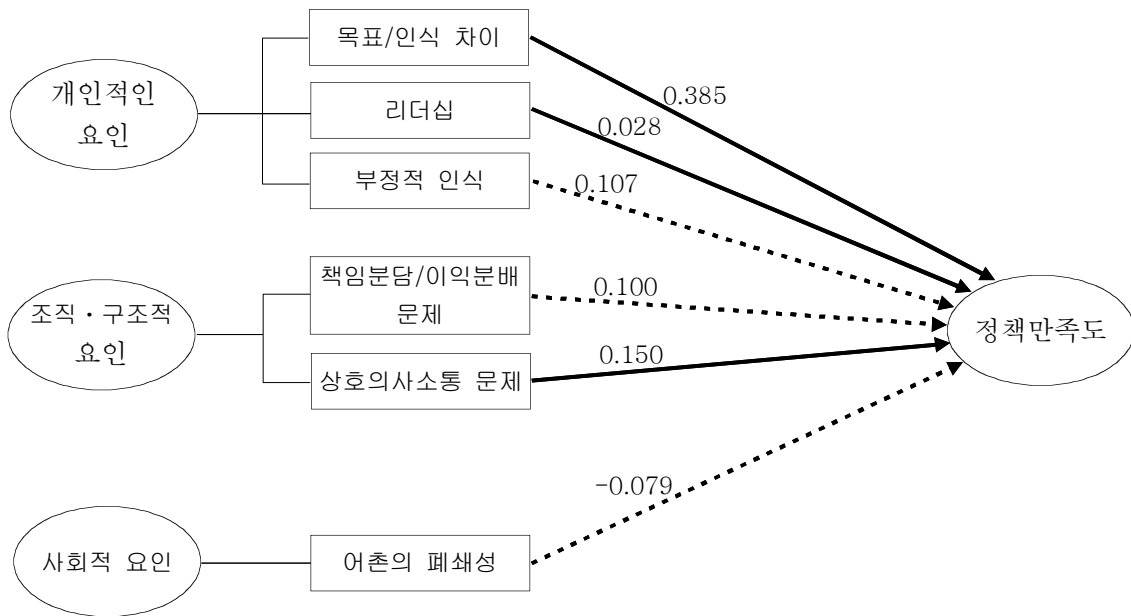 목표/인식 차이
개인적인
요인
리더십
부정적 인식
0.385
0.028
0.107
책임분담/이익분배
문제
조직·구조적
요인
상호의사소통 문제
0.100
0.150
정책만족도
-0.079
사회적 요인
어촌의 폐쇄성